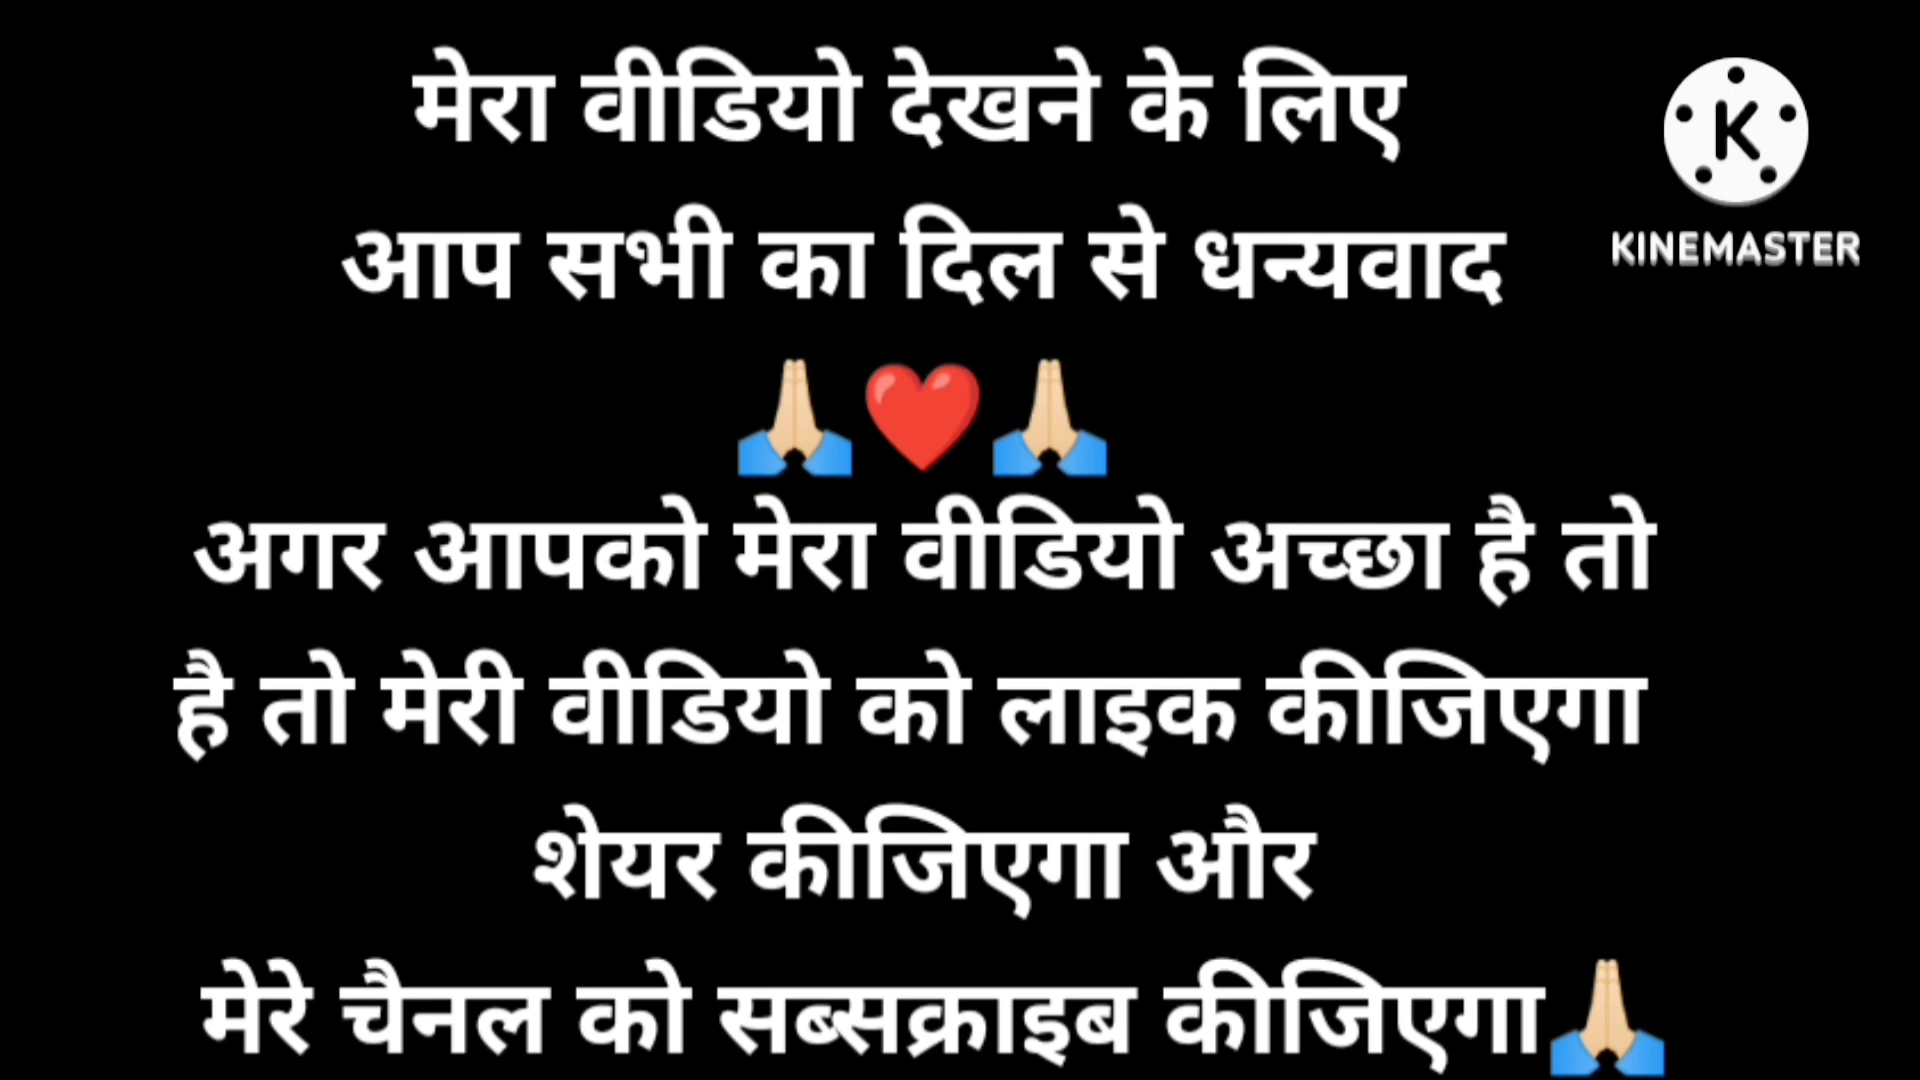 मेरा वीडियो देखने के लिए
आप सभी का दिल से धन्यवाद
🙏🏻❤️🙏🏻
अगर आपको मेरा वीडियो अच्छा है तो
है तो मेरी वीडियो को लाइक कीजिएगा
शेयर कीजिएगा और
मेरे चैनल को सब्सक्राइब कीजिएगा🙏🏻
K
KINEMASTER